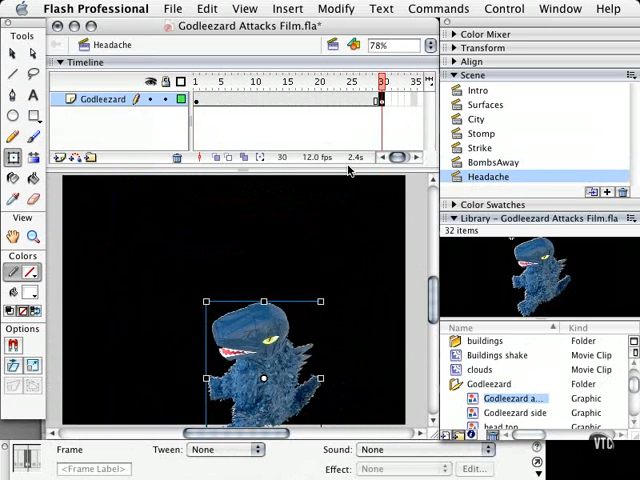 Flash Professional File Edit View Insert Modify Text Commands Control Window Help
Tools
Godleezard Attacks Film.fla*
Headache
78%
Timeline
1 5 10 15 20 25 30 35
Godleezard
30 12.0 fps 2.4s
View
Colors
Options
Color Mixer
Transform
Align
Scene
Intro
Surfaces
City
Stomp
Strike
BombsAway
Headache
Color Swatches
Library - Godleezard Attacks Film.fla
32 items
Name Kind
buildings Folder
Buildings shake Movie Clip
clouds Movie Clip
Godleezard Folder
Godleezard a... Graphic
Godleezard side Graphic
head top Graphic
Frame Tween: None Sound: None
<Frame Label> Effect: None Edit...
VTC